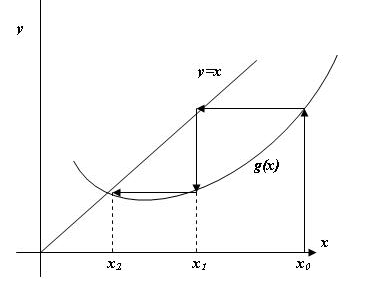 y
y=x
g(x)
x
x₂ x₁ x₀